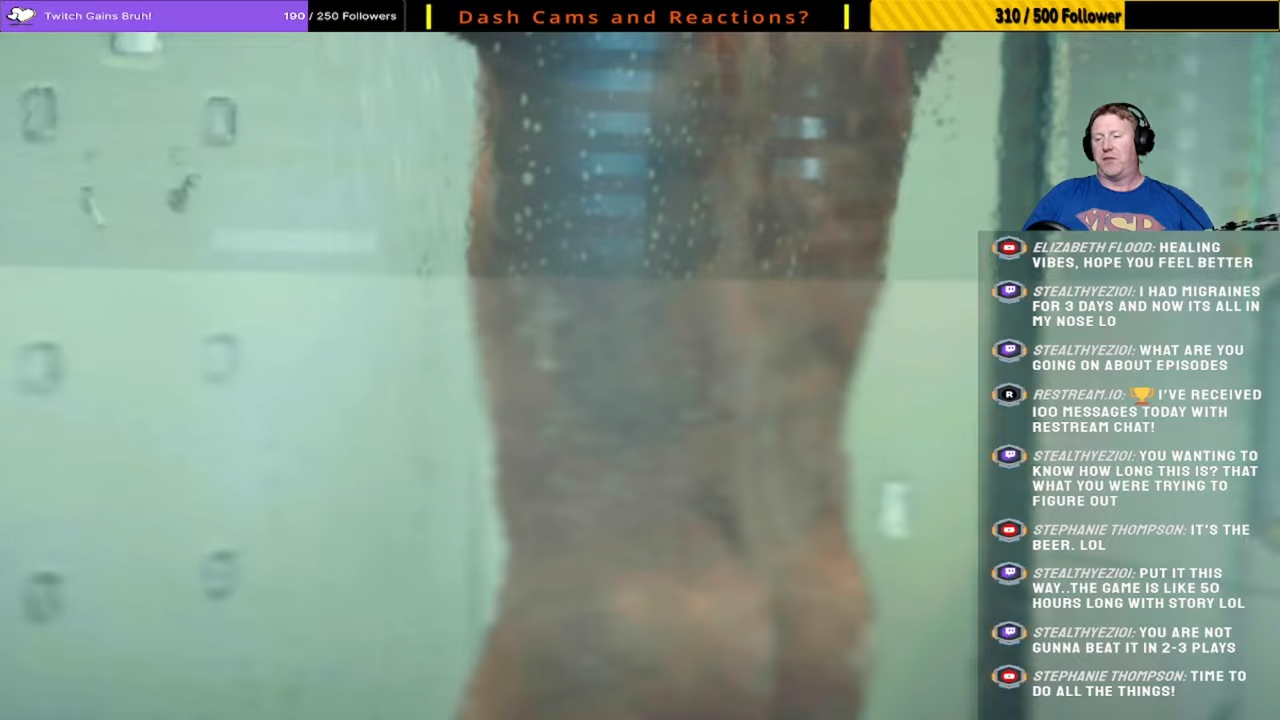 Twitch Gains Bruh! 190 / 250 Followers
Dash Cams and Reactions?
310 / 500 Follower
ELIZABETH FLOOD: HEALING
VIBES, HOPE YOU FEEL BETTER
STEALTHYEZIO1: I HAD MIGRAINES
FOR 3 DAYS AND NOW ITS ALL IN
MY NOSE LO
STEALTHYEZIO1: WHAT ARE YOU
GOING ON ABOUT EPISODES
RESTREAM.IO: 🏆 I'VE RECEIVED
100 MESSAGES TODAY WITH
RESTREAM CHAT!
STEALTHYEZIO1: YOU WANTING TO
KNOW HOW LONG THIS IS? THAT
WHAT YOU WERE TRYING TO
FIGURE OUT
STEPHANIE THOMPSON: IT'S THE
BEER. LOL
STEALTHYEZIO1: PUT IT THIS
WAY..THE GAME IS LIKE 50
HOURS LONG WITH STORY LOL
STEALTHYEZIO1: YOU ARE NOT
GUNNA BEAT IT IN 2-3 PLAYS
STEPHANIE THOMPSON: TIME TO
DO ALL THE THINGS!